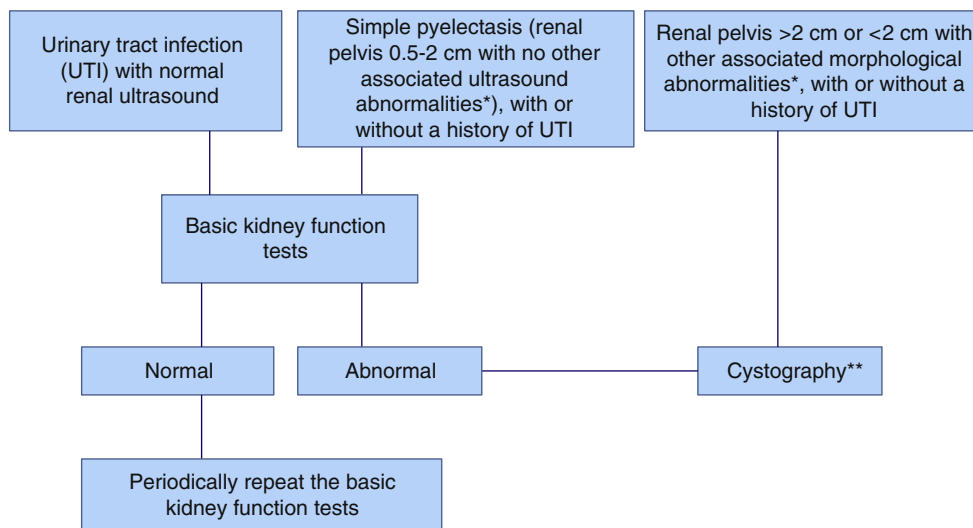 Urinary tract infection
(UTI) with normal
renal ultrasound
Simple pyelectasis (renal
pelvis 0.5-2 cm with no other
associated ultrasound
abnormalities*), with or
without a history of UTI
Renal pelvis >2 cm or <2 cm with
other associated morphological
abnormalities*, with or without a
history of UTI
Basic kidney function
tests
Normal
Abnormal
Cystography**
Periodically repeat the basic
kidney function tests